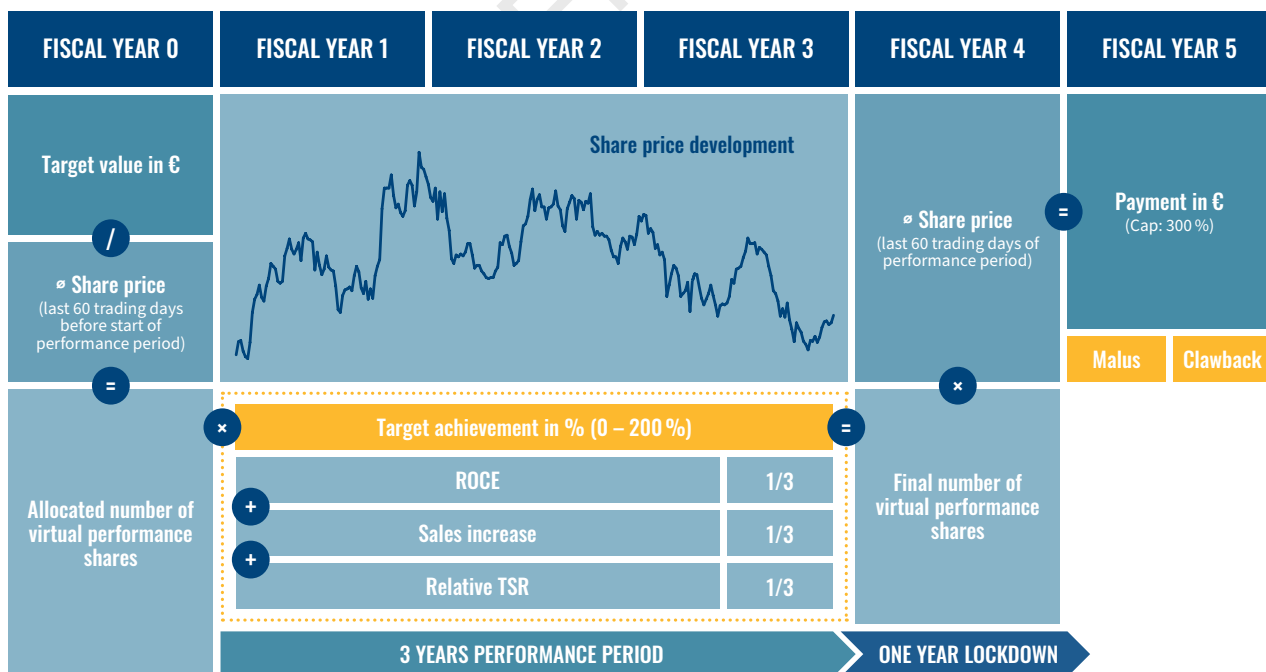 FISCAL YEAR 0
FISCAL YEAR 1
FISCAL YEAR 2
FISCAL YEAR 3
FISCAL YEAR 4
FISCAL YEAR 5
Target value in €
/
ø Share price
(last 60 trading days
before start of
performance period)
=
Allocated number of
virtual performance
shares
Share price development
×
Target achievement in % (0 – 200 %)
=
ROCE
1/3
+
Sales increase
1/3
+
Relative TSR
1/3
ø Share price
(last 60 trading days of
performance period)
×
Final number of
virtual performance
shares
=
Payment in €
(Cap: 300 %)
Malus
Clawback
3 YEARS PERFORMANCE PERIOD
ONE YEAR LOCKDOWN